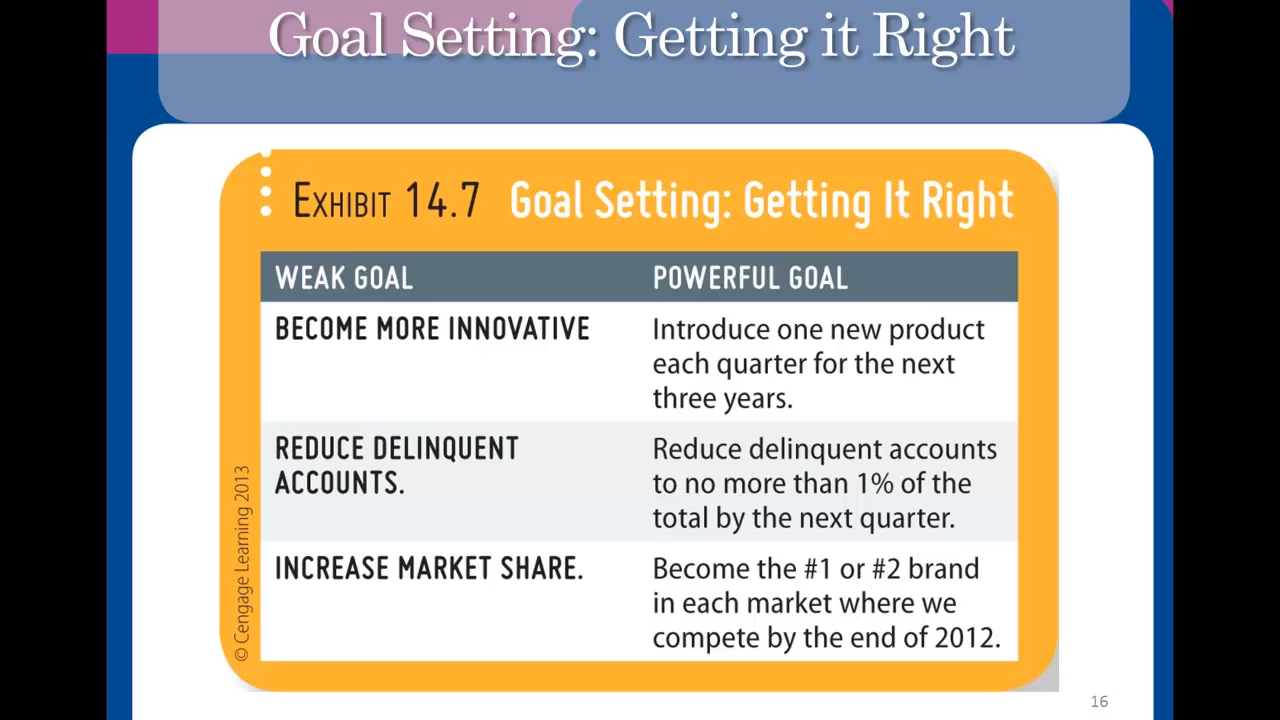 Goal Setting: Getting it Right
EXHIBIT 14.7 Goal Setting: Getting It Right
WEAK GOAL POWERFUL GOAL
BECOME MORE INNOVATIVE
Introduce one new product
each quarter for the next
three years.
REDUCE DELINQUENT
ACCOUNTS.
Reduce delinquent accounts
to no more than 1% of the
total by the next quarter.
INCREASE MARKET SHARE.
Become the #1 or #2 brand
in each market where we
compete by the end of 2012.
© Cengage Learning 2013
16